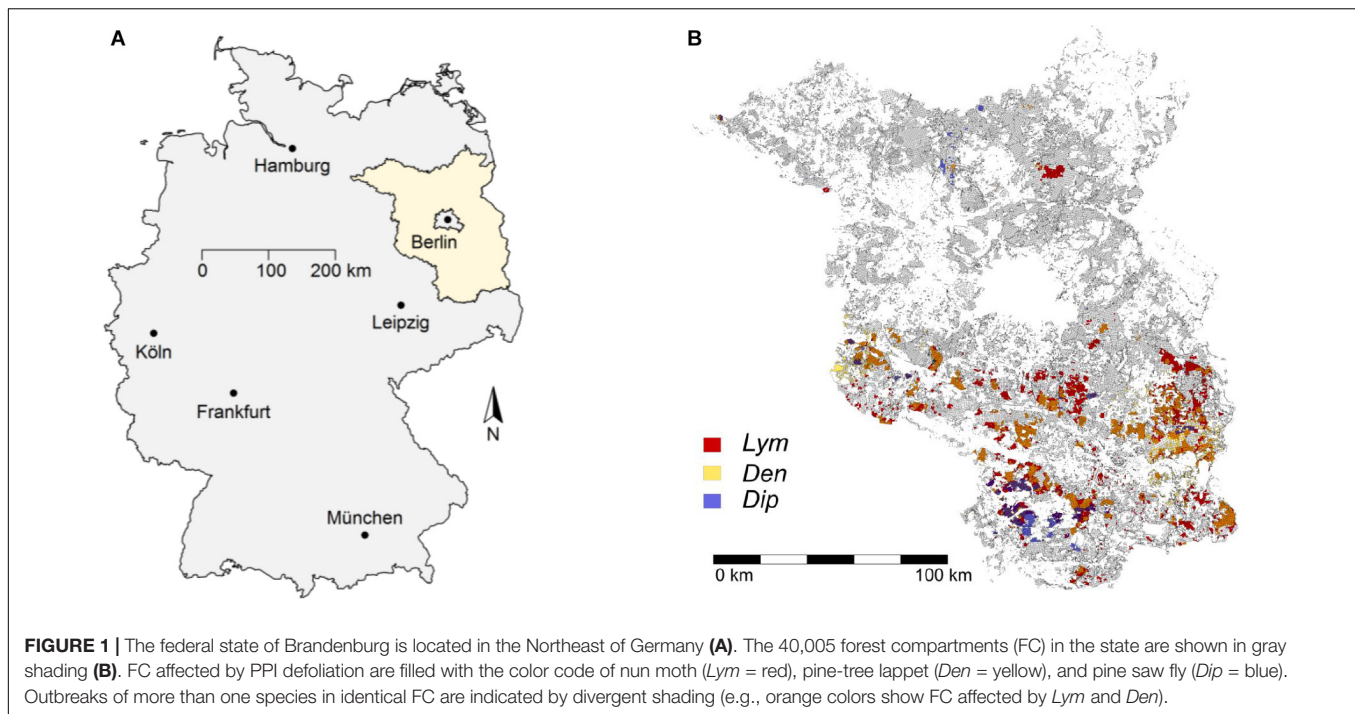 A
Hamburg
Berlin
0 100 200 km
Leipzig
Köln
Frankfurt
N
München
B
Lym
Den
Dip
0 km 100 km
FIGURE 1 | The federal state of Brandenburg is located in the Northeast of Germany (A). The 40,005 forest compartments (FC) in the state are shown in gray
shading (B). FC affected by PPI defoliation are filled with the color code of nun moth (Lym = red), pine-tree lappet (Den = yellow), and pine saw fly (Dip = blue).
Outbreaks of more than one species in identical FC are indicated by divergent shading (e.g., orange colors show FC affected by Lym and Den).